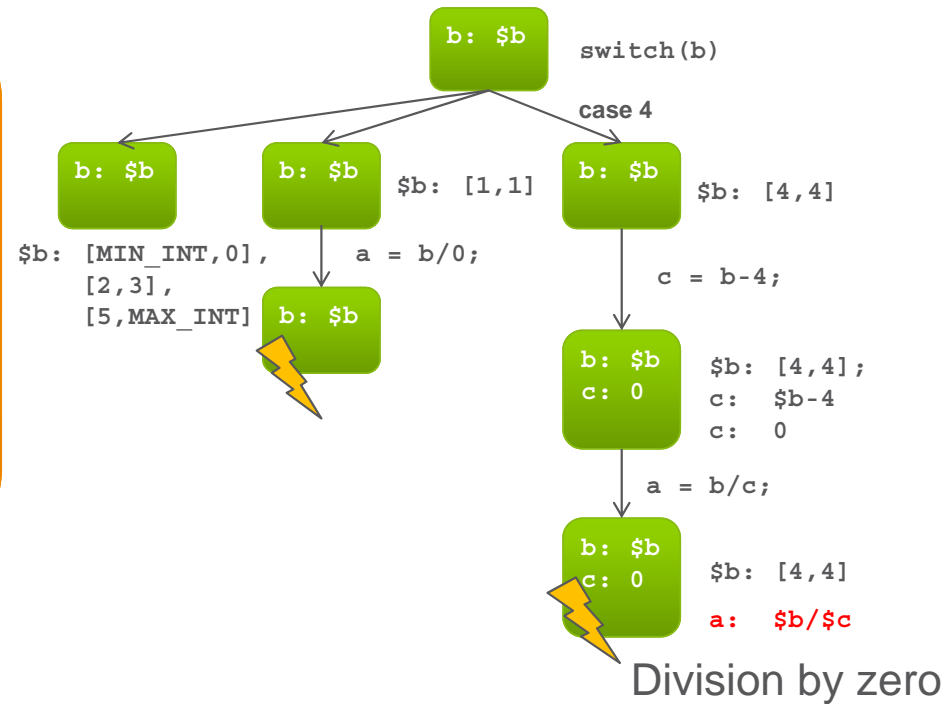 b: $b
switch(b)
case 4
b: $b
b: $b
$b: [1,1]
b: $b
$b: [4,4]
$b: [MIN_INT,0],
[2,3],
[5,MAX_INT]
a = b/0;
c = b-4;
b: $b
b: $b
c: 0
$b: [4,4];
c: $b-4
c: 0
a = b/c;
b: $b
c: 0
$b: [4,4]
a: $b/$c
Division by zero